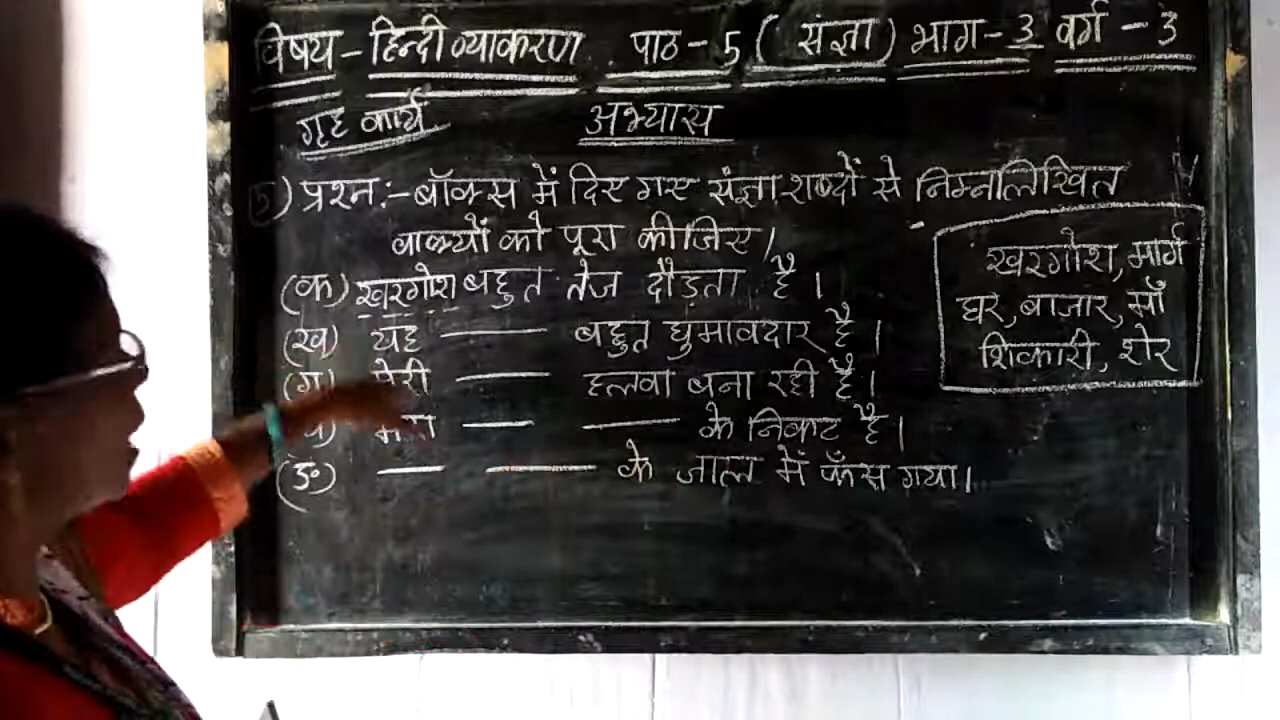 विषय - हिन्दी व्याकरण पाठ - 5 ( संज्ञा ) भाग - 3 वर्ग - 3
गृह कार्य अभ्यास
प्रश्न:- बॉक्स में दिए गए संज्ञा शब्दों से निम्नलिखित
वाक्यों को पूरा कीजिए।
(क) खरगोश बहुत तेज दौड़ता है।
(ख) यह ——— बहुत घुमावदार है।
(ग) मेरी ——— हलवा बना रही है।
—— ——— के निकट है।
(ङ) —— ——— के जाल में फँस गया।
खरगोश, मार्ग
घर, बाजार, माँ
शिकारी, शेर